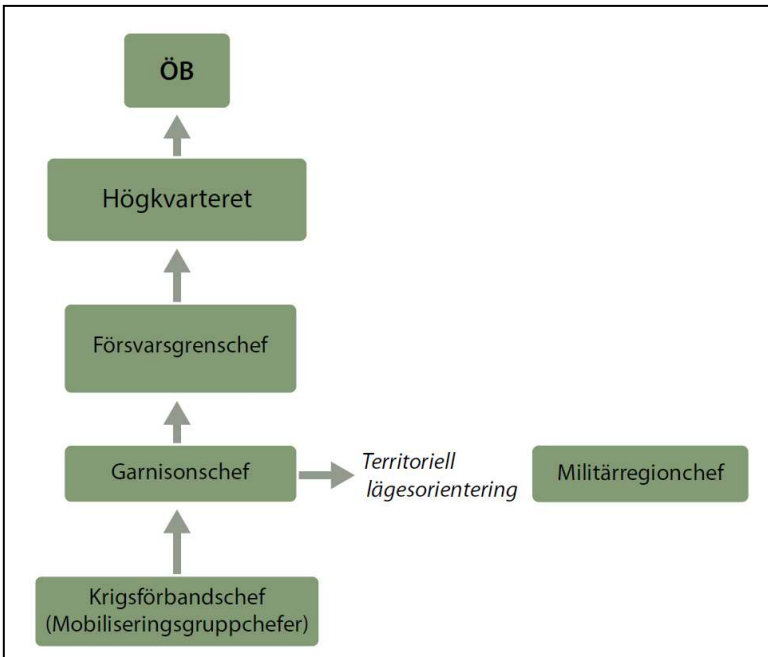 ÖB
Högkvarteret
Försvarsgrenschef
Garnisonschef
Territoriell
lägesorientering
Militärregionchef
Krigsförbandschef
(Mobiliseringsgruppchefer)